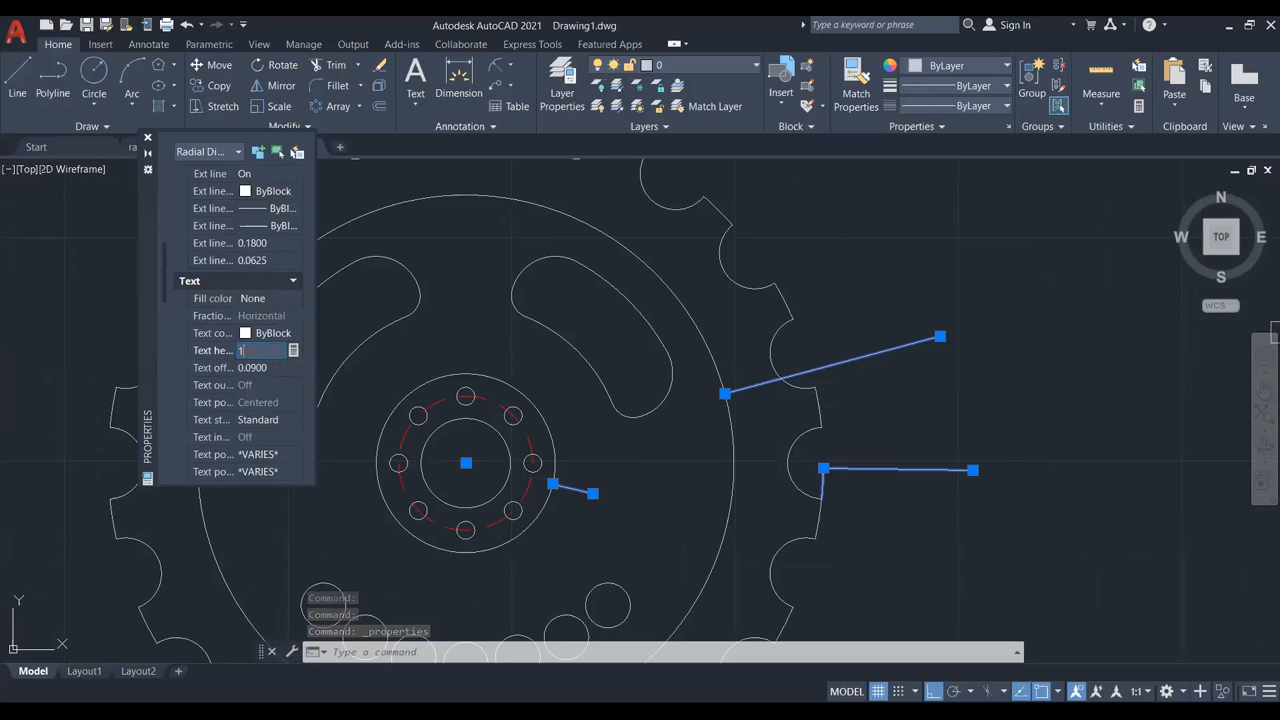 Autodesk AutoCAD 2021 Drawing1.dwg
Type a keyword or phrase
Sign In
Home Insert Annotate Parametric View Manage Output Add-ins Collaborate Express Tools Featured Apps
Line
Polyline
Circle
Arc
Move
Copy
Stretch
Rotate
Mirror
Scale
Trim
Fillet
Array
Text
Dimension
Table
Layer
Properties
0
Match Layer
Insert
Match
Properties
ByLayer
ByLayer
ByLayer
Group
Measure
Paste
Base
Draw
Modify
Annotation
Layers
Block
Properties
Groups
Utilities
Clipboard
View
Start
ra
[−][Top][2D Wireframe]
Radial Di...
Ext line On
Ext line... ByBlock
Ext line... ByBl...
Ext line... ByBl...
Ext line... 0.1800
Ext line... 0.0625
Text
Fill color None
Fractio... Horizontal
Text co... ByBlock
Text he... 1
Text off... 0.0900
Text ou... Off
Text po... Centered
Text st... Standard
Text in... Off
Text po... *VARIES*
Text po... *VARIES*
PROPERTIES
N
W
TOP
E
S
WCS
Y
X
Command:
Command:
Command: _properties
Type a command
Model Layout1 Layout2
MODEL
1:1